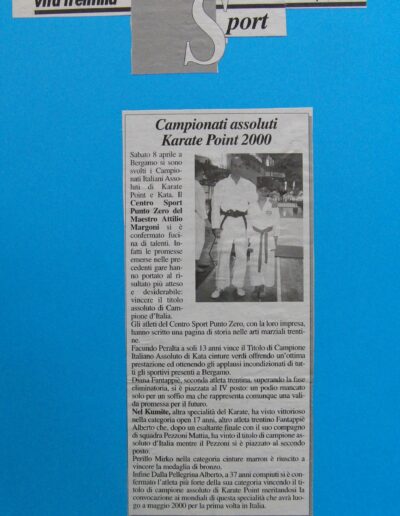 Vita Trentina
Sport
Campionati assoluti
Karate Point 2000
Sabato 8 aprile a
Bergamo si sono
svolti i Campio-
nati Italiani Asso-
luti di Karate
Point e Kata. Il
Centro Sport
Punto Zero del
Maestro Attilio
Margoni si è
confermato fuci-
na di talenti. In-
fatti le promesse
emerse nelle pre-
cedenti gare han-
no portato al ri-
sultato più atteso
e desiderabile:
vincere il titolo
assoluto di Cam-
pione d'Italia.
Gli atleti del Centro Sport Punto Zero, con la loro impresa,
hanno scritto una pagina di storia nelle arti marziali trenti-
ne.
Facundo Peralta a soli 13 anni vince il Titolo di Campione
Italiano Assoluto di Kata cinture verdi offrendo un'ottima
prestazione ed ottenendo gli applausi incondizionati di tut-
ti gli sportivi presenti a Bergamo.
Diana Fantappiè, seconda atleta trentina, superando la fase
eliminatoria, si è piazzata al IV posto: un podio mancato
solo per un soffio ma che rappresenta comunque una vali-
da promessa per il futuro.
Nel Kumite, altra specialità del Karate, ha visto vittorioso
nella categoria open 17 anni, altro atleta trentino Fantappiè
Alberto che, dopo un esaltante finale con il suo compagno
di squadra Pezzoni Mattia, ha vinto il titolo di campione as-
soluto d'Italia mentre il Pezzoni si è piazzato al secondo
posto.
Perillo Mirko nella categoria cinture marron è riuscito a
vincere la medaglia di bronzo.
Infine Dalla Pellegrina Alberto, a 37 anni compiuti si è con-
fermato l'atleta più forte della sua categoria vincendo il ti-
tolo di campione assoluto di Karate Point meritandosi la
convocazione ai mondiali di questa specialità che avrà luo-
go a maggio 2000 per la prima volta in Italia.